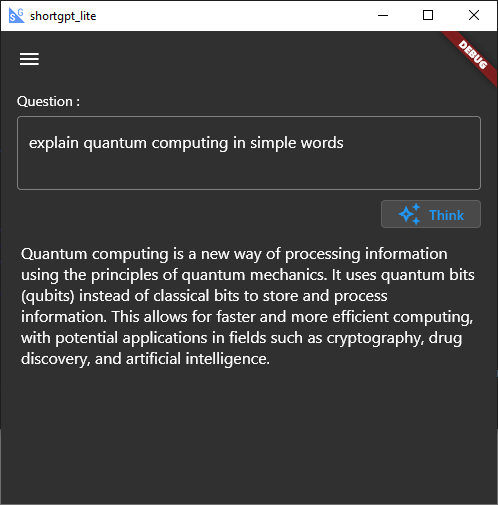 shortgpt_lite
DEBUG
Question :
explain quantum computing in simple words
Think
Quantum computing is a new way of processing information
using the principles of quantum mechanics. It uses quantum bits
(qubits) instead of classical bits to store and process
information. This allows for faster and more efficient computing,
with potential applications in fields such as cryptography, drug
discovery, and artificial intelligence.